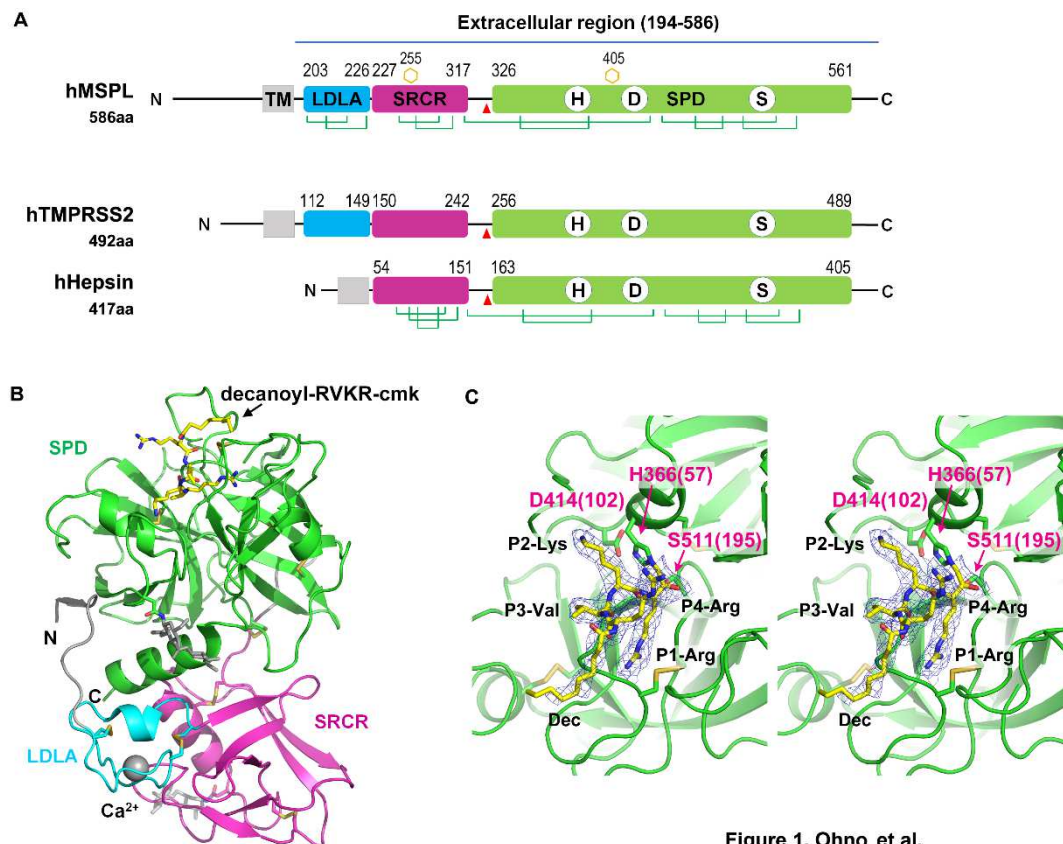 A
Extracellular region (194-586)
203 226 227 255 317 326 405 561
hMSPL N TM LDLA SRCR H D SPD S C
586aa
112 149 150 242 256 489
hTMPRSS2 N H D S C
492aa
54 151 163 405
hHepsin N H D S C
417aa
B
decanoyl-RVKR-cmk
SPD
N
C
SRCR
LDLA
Ca²⁺
C
H366(57) H366(57)
D414(102) D414(102)
P2-Lys S511(195) P2-Lys S511(195)
P3-Val P4-Arg P3-Val P4-Arg
P1-Arg P1-Arg
Dec Dec
Figure 1. Ohno et al.